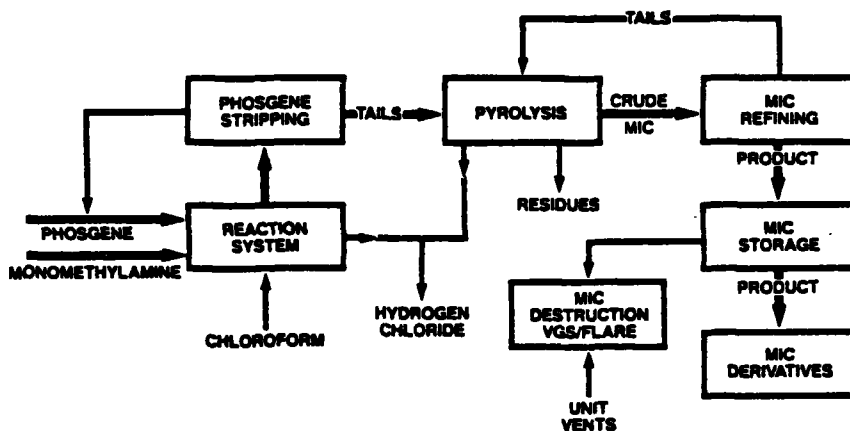 TAILS
PHOSGENE
STRIPPING
TAILS
PYROLYSIS
CRUDE
MIC
MIC
REFINING
PRODUCT
RESIDUES
PHOSGENE
MONOMETHYLAMINE
REACTION
SYSTEM
MIC
STORAGE
PRODUCT
HYDROGEN
CHLORIDE
CHLOROFORM
MIC
DESTRUCTION
VGS/FLARE
MIC
DERIVATIVES
UNIT
VENTS